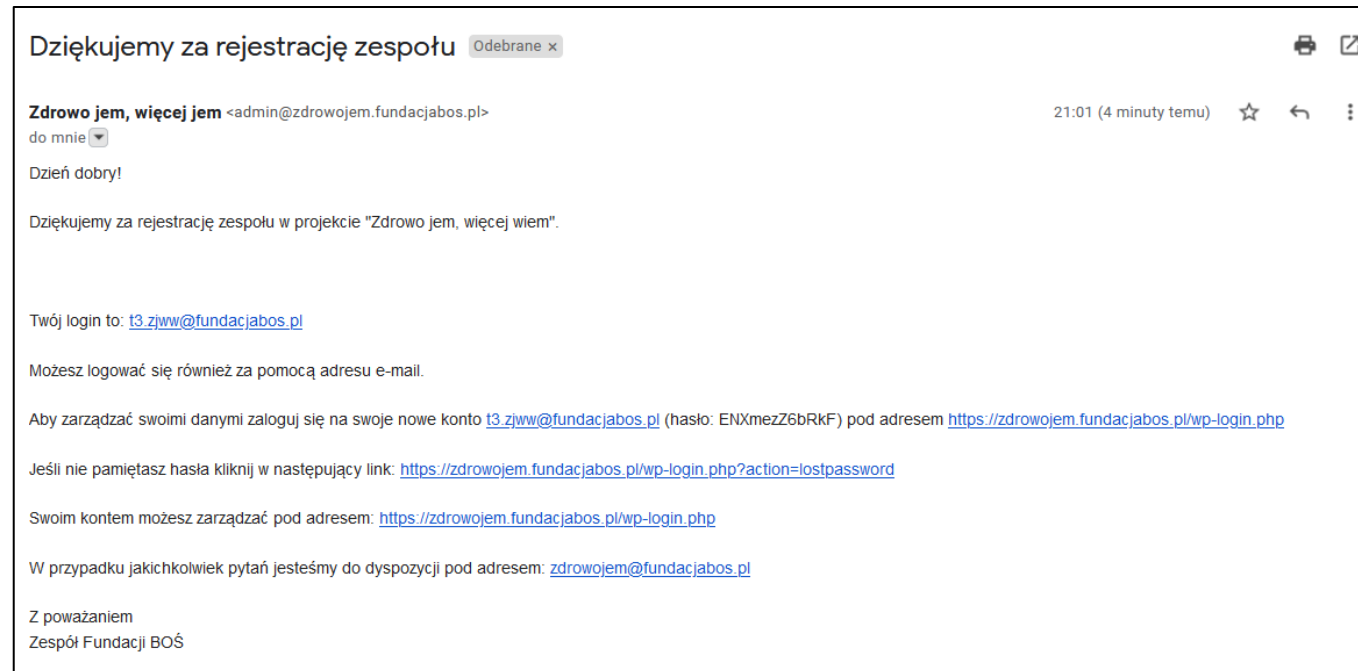 Dziękujemy za rejestrację zespołu Odebrane x
Zdrowo jem, więcej jem <admin@zdrowojem.fundacjabos.pl> 21:01 (4 minuty temu)
do mnie
Dzień dobry!
Dziękujemy za rejestrację zespołu w projekcie "Zdrowo jem, więcej wiem".
Twój login to: t3.zjww@fundacjabos.pl
Możesz logować się również za pomocą adresu e-mail.
Aby zarządzać swoimi danymi zaloguj się na swoje nowe konto t3.zjww@fundacjabos.pl (hasło: ENXmezZ6bRkF) pod adresem https://zdrowojem.fundacjabos.pl/wp-login.php
Jeśli nie pamiętasz hasła kliknij w następujący link: https://zdrowojem.fundacjabos.pl/wp-login.php?action=lostpassword
Swoim kontem możesz zarządzać pod adresem: https://zdrowojem.fundacjabos.pl/wp-login.php
W przypadku jakichkolwiek pytań jesteśmy do dyspozycji pod adresem: zdrowojem@fundacjabos.pl
Z poważaniem
Zespół Fundacji BOŚ